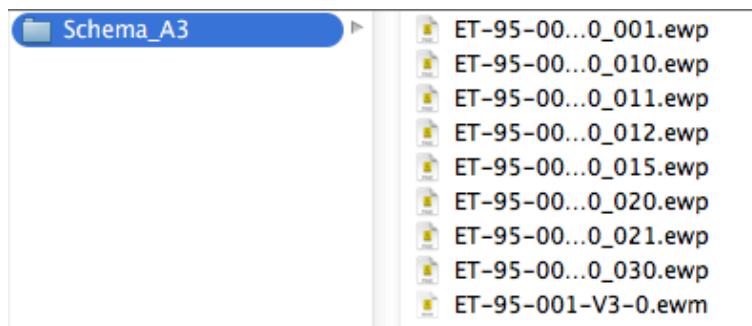 Schema_A3
ET-95-00...0_001.ewp
ET-95-00...0_010.ewp
ET-95-00...0_011.ewp
ET-95-00...0_012.ewp
ET-95-00...0_015.ewp
ET-95-00...0_020.ewp
ET-95-00...0_021.ewp
ET-95-00...0_030.ewp
ET-95-001-V3-0.ewm